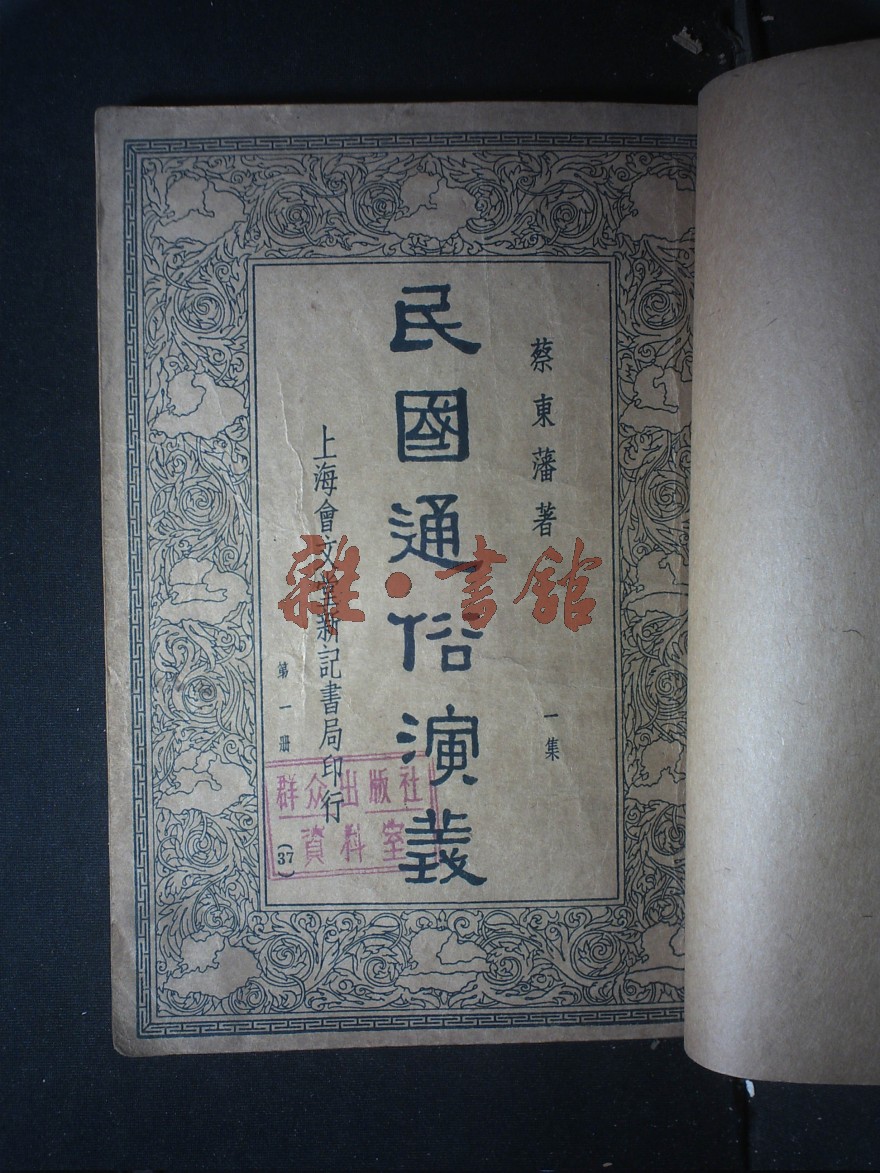 蔡東藩著
一集
民國通俗演義
上海會文堂新記書局印行
第一册
(37)
群众出版社
資料室
雜·書館